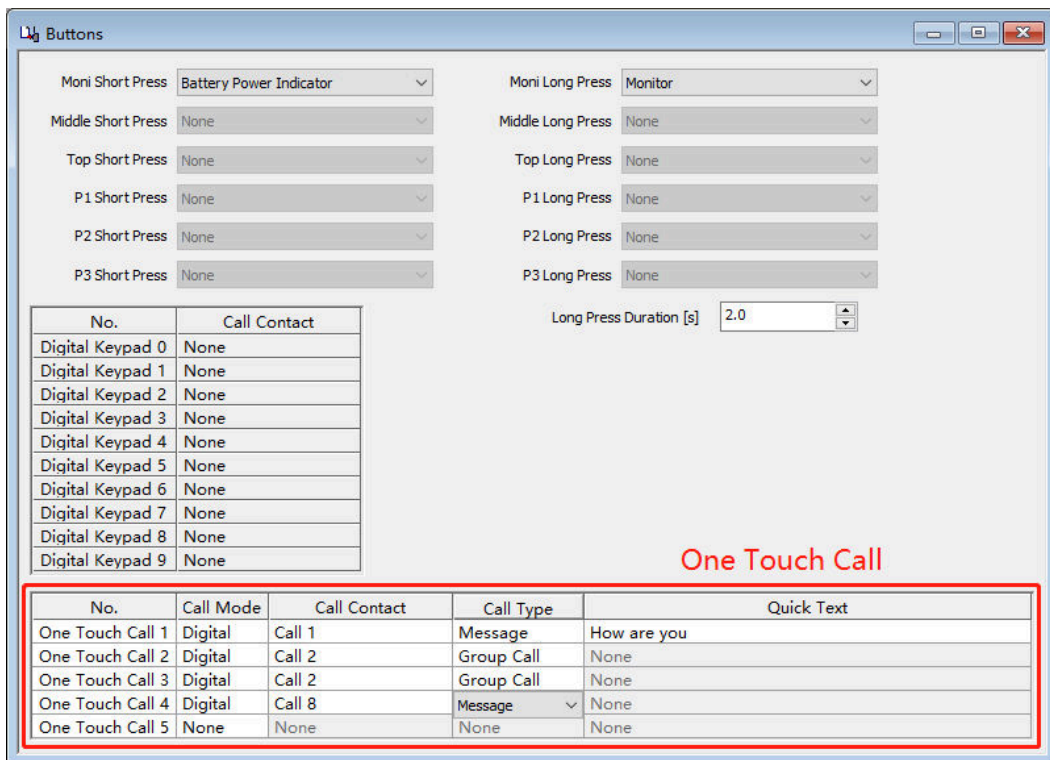 Buttons
Moni Short Press Battery Power Indicator Moni Long Press Monitor
Middle Short Press None Middle Long Press None
Top Short Press None Top Long Press None
P1 Short Press None P1 Long Press None
P2 Short Press None P2 Long Press None
P3 Short Press None P3 Long Press None
Long Press Duration [s] 2.0
No. Call Contact
Digital Keypad 0 None
Digital Keypad 1 None
Digital Keypad 2 None
Digital Keypad 3 None
Digital Keypad 4 None
Digital Keypad 5 None
Digital Keypad 6 None
Digital Keypad 7 None
Digital Keypad 8 None
Digital Keypad 9 None
One Touch Call
No. Call Mode Call Contact Call Type Quick Text
One Touch Call 1 Digital Call 1 Message How are you
One Touch Call 2 Digital Call 2 Group Call None
One Touch Call 3 Digital Call 2 Group Call None
One Touch Call 4 Digital Call 8 Message None
One Touch Call 5 None None None None